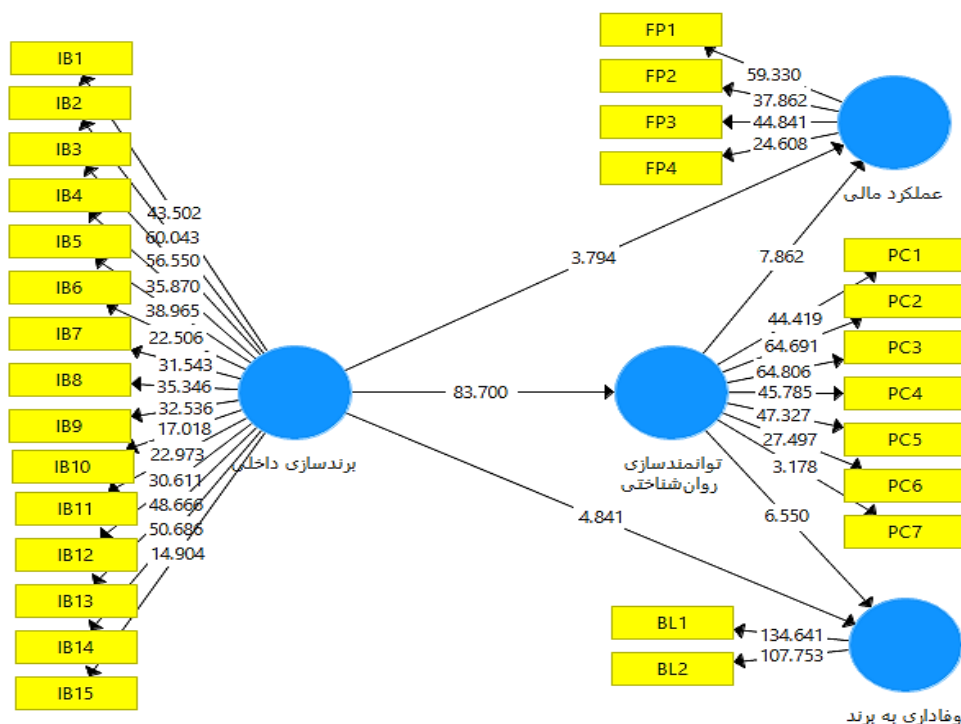 IB1
IB2
IB3
IB4
IB5
IB6
IB7
IB8
IB9
IB10
IB11
IB12
IB13
IB14
IB15
43.502
60.043
56.550
35.870
38.965
22.506
31.543
35.346
32.536
17.018
22.973
30.611
48.666
50.686
14.904
برندسازی داخلی
3.794
83.700
4.841
FP1
FP2
FP3
FP4
59.330
37.862
44.841
24.608
عملکرد مالی
7.862
توانمندسازی
روان‌شناختی
44.419
64.691
64.806
45.785
47.327
27.497
3.178
PC1
PC2
PC3
PC4
PC5
PC6
PC7
6.550
BL1
BL2
134.641
107.753
وفاداری به برند